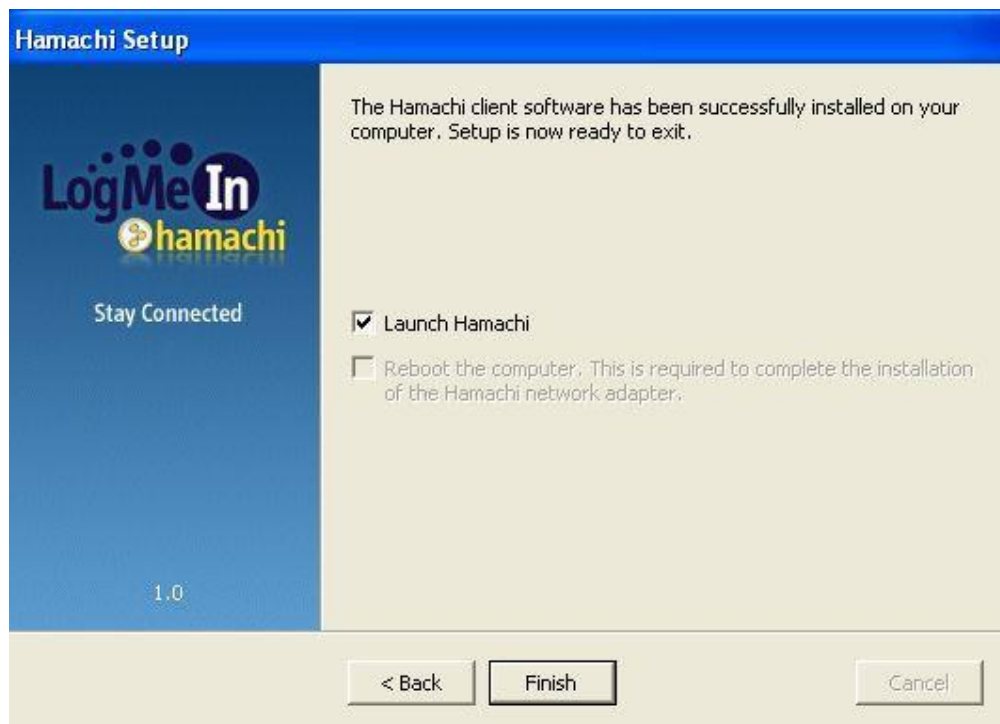 Hamachi Setup
LogMeIn
hamachi
Stay Connected
1.0
The Hamachi client software has been successfully installed on your
computer. Setup is now ready to exit.
Launch Hamachi
Reboot the computer. This is required to complete the installation
of the Hamachi network adapter.
< Back
Finish
Cancel